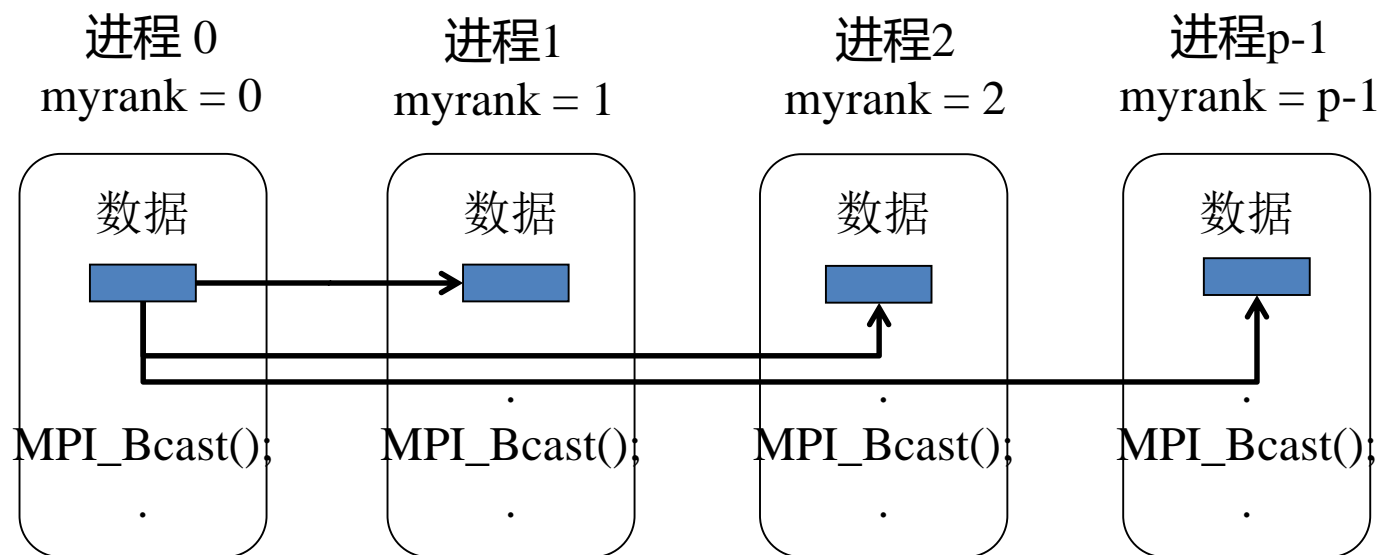 进程 0 进程1 进程2 进程p-1
myrank = 0 myrank = 1 myrank = 2 myrank = p-1
数据 数据 数据 数据
. . .
MPI_Bcast(); MPI_Bcast(); MPI_Bcast(); MPI_Bcast();
. . . .